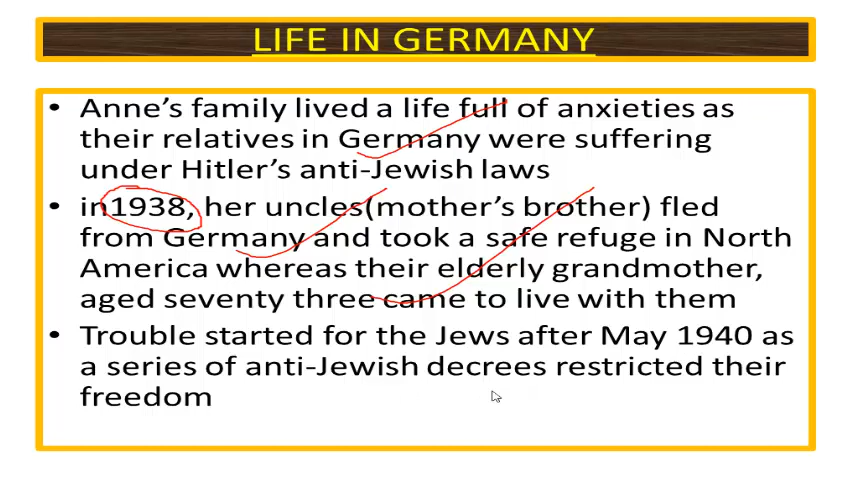 LIFE IN GERMANY
• Anne's family lived a life full of anxieties as
their relatives in Germany were suffering
under Hitler's anti-Jewish laws
• in1938, her uncles(mother's brother) fled
from Germany and took a safe refuge in North
America whereas their elderly grandmother,
aged seventy three came to live with them
• Trouble started for the Jews after May 1940 as
a series of anti-Jewish decrees restricted their
freedom